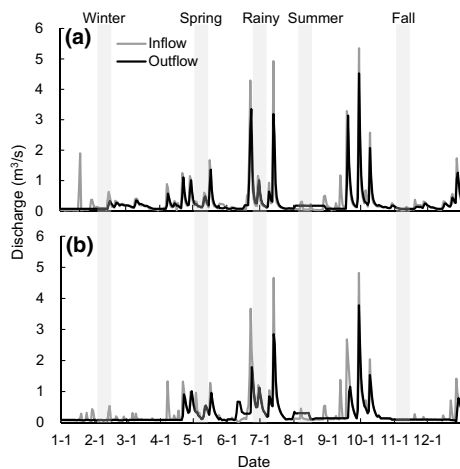 Winter Spring Rainy Summer Fall
(a)
Inflow
Outflow
6
5
4
3
2
1
0
Discharge (m³/s)
(b)
6
5
4
3
2
1
0
1-1 2-1 3-1 4-1 5-1 6-1 7-1 8-1 9-1 10-1 11-1 12-1
Date